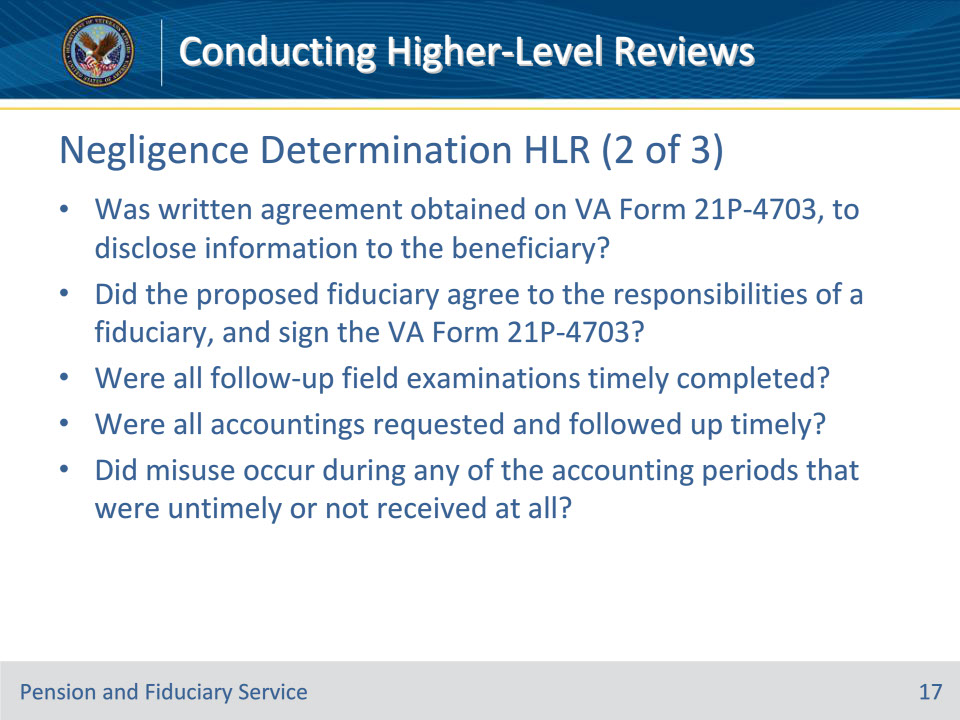 Conducting Higher-Level Reviews
Negligence Determination HLR (2 of 3)
• Was written agreement obtained on VA Form 21P-4703, to
disclose information to the beneficiary?
• Did the proposed fiduciary agree to the responsibilities of a
fiduciary, and sign the VA Form 21P-4703?
• Were all follow-up field examinations timely completed?
• Were all accountings requested and followed up timely?
• Did misuse occur during any of the accounting periods that
were untimely or not received at all?
Pension and Fiduciary Service
17